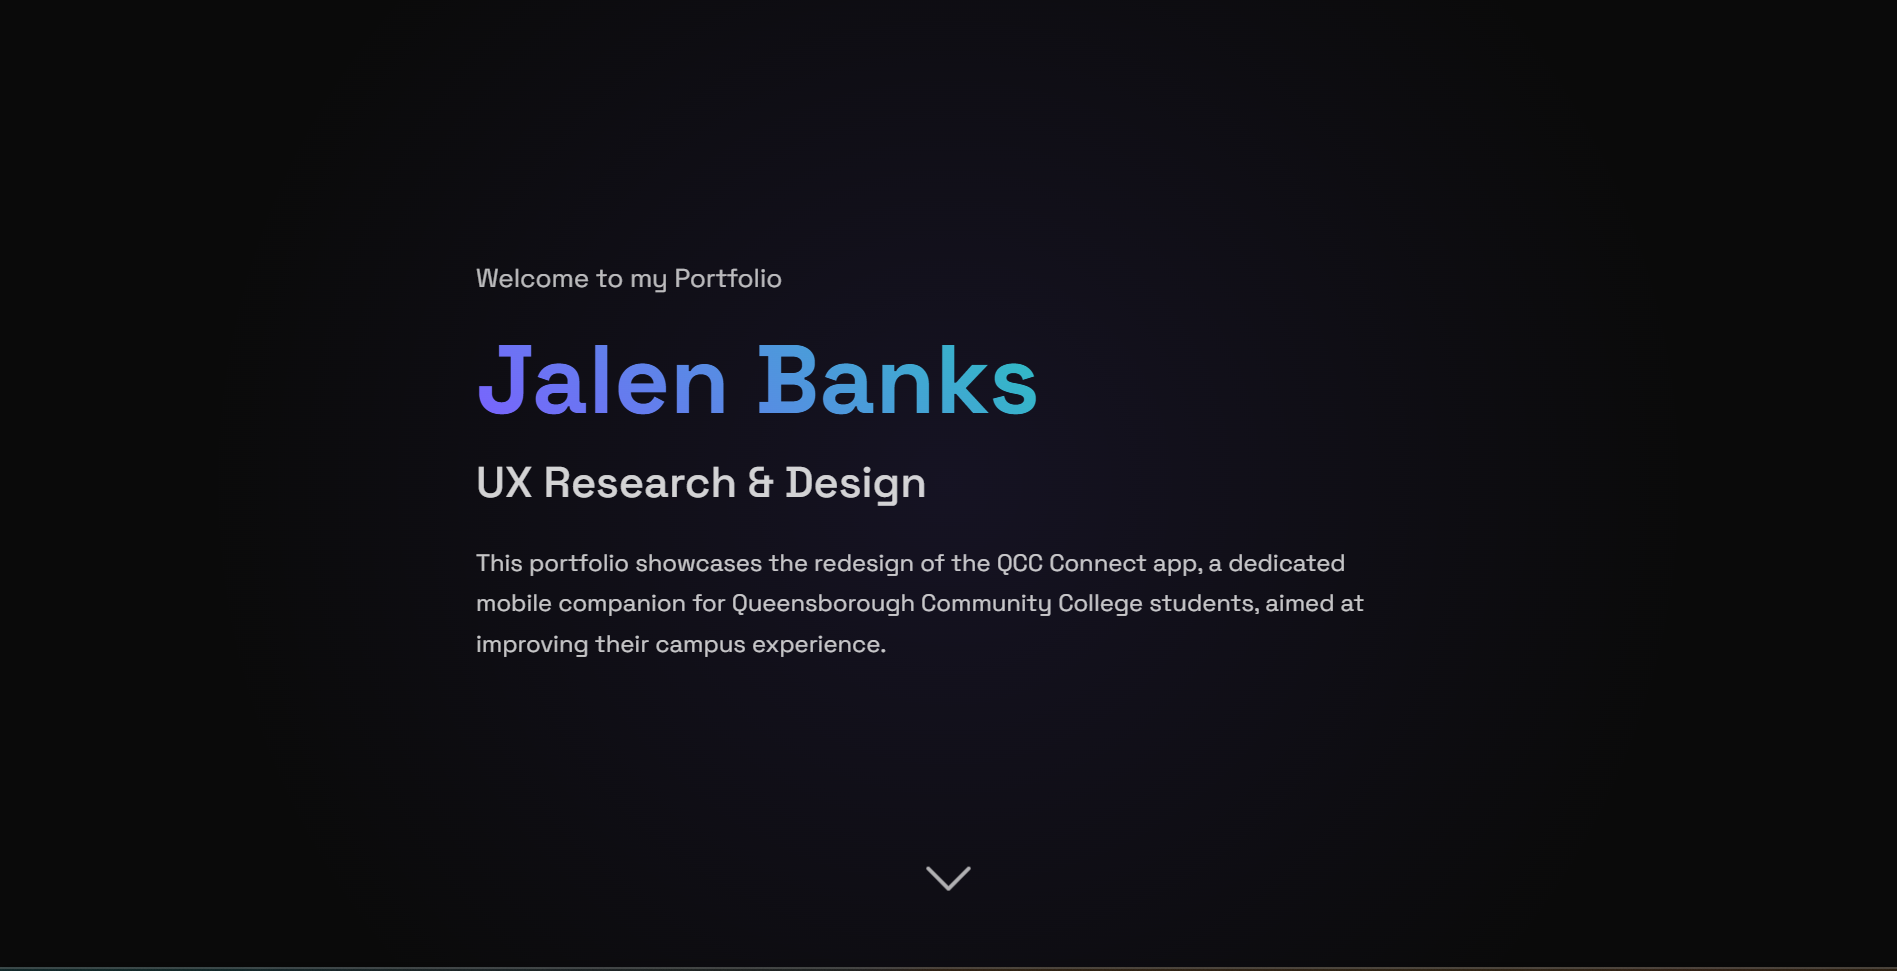 Welcome to my Portfolio
Jalen Banks
UX Research & Design
This portfolio showcases the redesign of the QCC Connect app, a dedicated
mobile companion for Queensborough Community College students, aimed at
improving their campus experience.